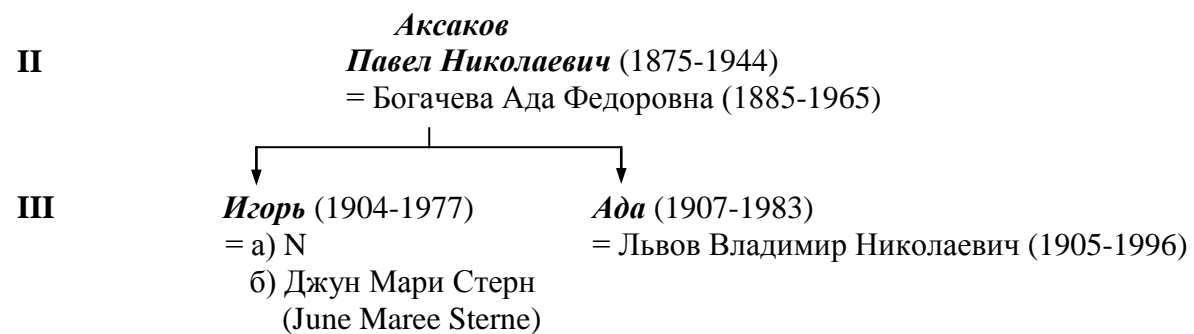 Аксаков
II Павел Николаевич (1875-1944)
= Богачева Ада Федоровна (1885-1965)
III Игорь (1904-1977) Ада (1907-1983)
= а) N = Львов Владимир Николаевич (1905-1996)
б) Джун Мари Стерн
(June Maree Sterne)